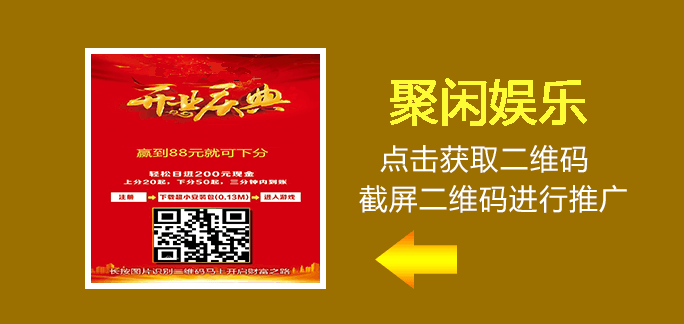 开业庆典
赢到88元就可下分
轻松日进200元现金
上分20起，下分50起，三分钟内到账
注册
下载超小安装包(0.13M)
进入游戏
长按图片识别二维码马上开启财富之路
聚闲娱乐
点击获取二维码
截屏二维码进行推广